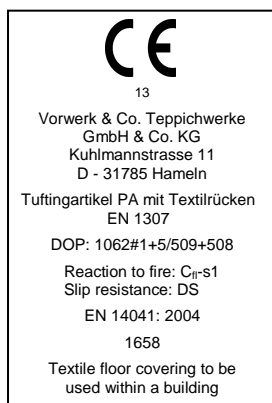 CE
13
Vorwerk & Co. Teppichwerke
GmbH & Co. KG
Kuhlmannstrasse 11
D - 31785 Hameln
Tuftingartikel PA mit Textilrücken
EN 1307
DOP: 1062#1+5/509+508
Reaction to fire: Cfl-s1
Slip resistance: DS
EN 14041: 2004
1658
Textile floor covering to be
used within a building